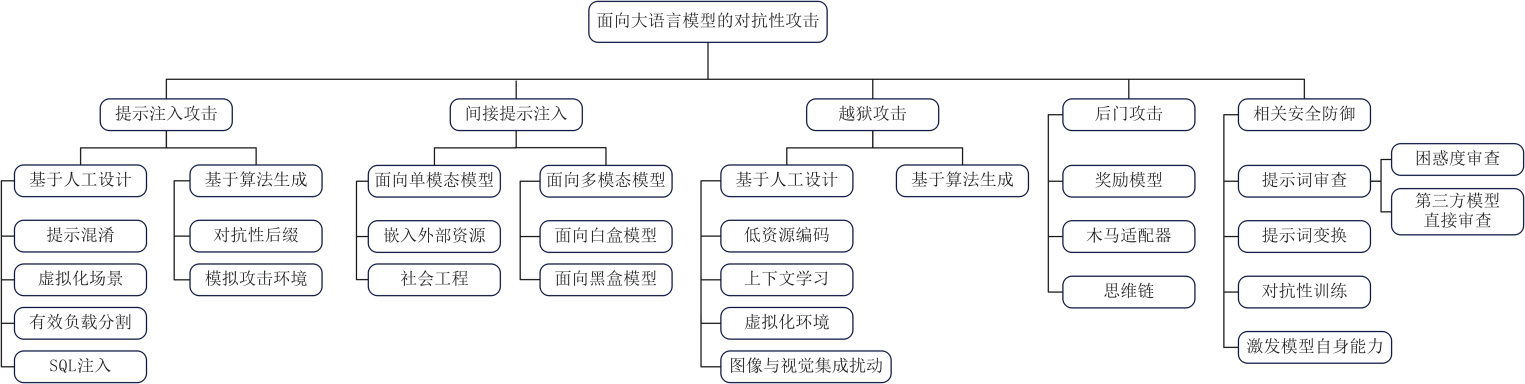 面向大语言模型的对抗性攻击
提示注入攻击
间接提示注入
越狱攻击
后门攻击
相关安全防御
基于人工设计
基于算法生成
面向单模态模型
面向多模态模型
基于人工设计
基于算法生成
奖励模型
提示词审查
困惑度审查
第三方模型
直接审查
提示混淆
对抗性后缀
嵌入外部资源
面向白盒模型
低资源编码
木马适配器
提示词变换
虚拟化场景
模拟攻击环境
社会工程
面向黑盒模型
上下文学习
思维链
对抗性训练
有效负载分割
虚拟化环境
激发模型自身能力
SQL注入
图像与视觉集成扰动